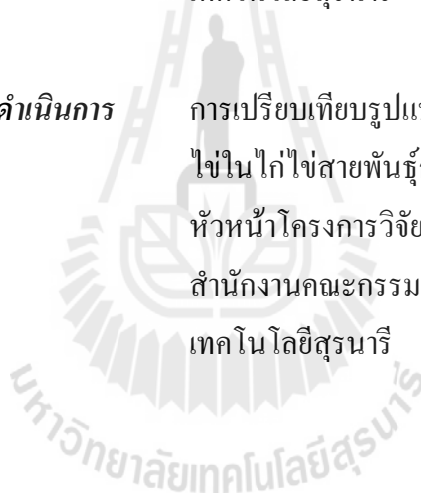 ดำเนินการ การเปรียบเทียบรูปแ
ไข่ในไก่ไข่สายพันธุ์
หัวหน้าโครงการวิจัย
สำนักงานคณะกรรม
เทคโนโลยีสุรนารี
มหาวิทยาลัยเทคโนโลยีสุรนารี